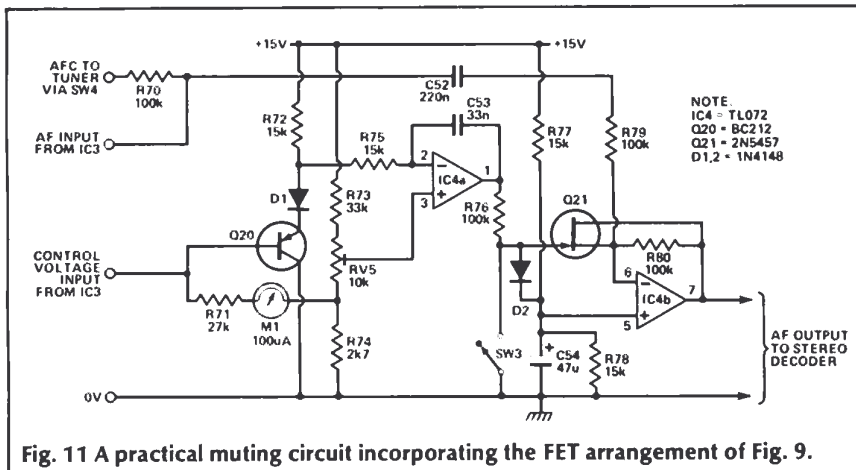 +15V
+15V
AFC TO
TUNER
VIA SW4
R70
100k
AF INPUT
FROM IC3
C52
220n
C53
33n
R72
15k
R75
15k
R77
15k
R79
100k
NOTE.
IC4 = TL072
Q20 = BC212
Q21 = 2N5457
D1,2 = 1N4148
2
3
1
IC4a
D1
R73
33k
R76
100k
Q21
Q20
RV5
10k
R80
100k
CONTROL
VOLTAGE
INPUT
FROM IC3
D2
6
5
7
IC4b
R71
27k
M1
100uA
R74
2k7
SW3
+
C54
47u
R78
15k
AF OUTPUT
TO STEREO
DECODER
0V
Fig. 11 A practical muting circuit incorporating the FET arrangement of Fig. 9.